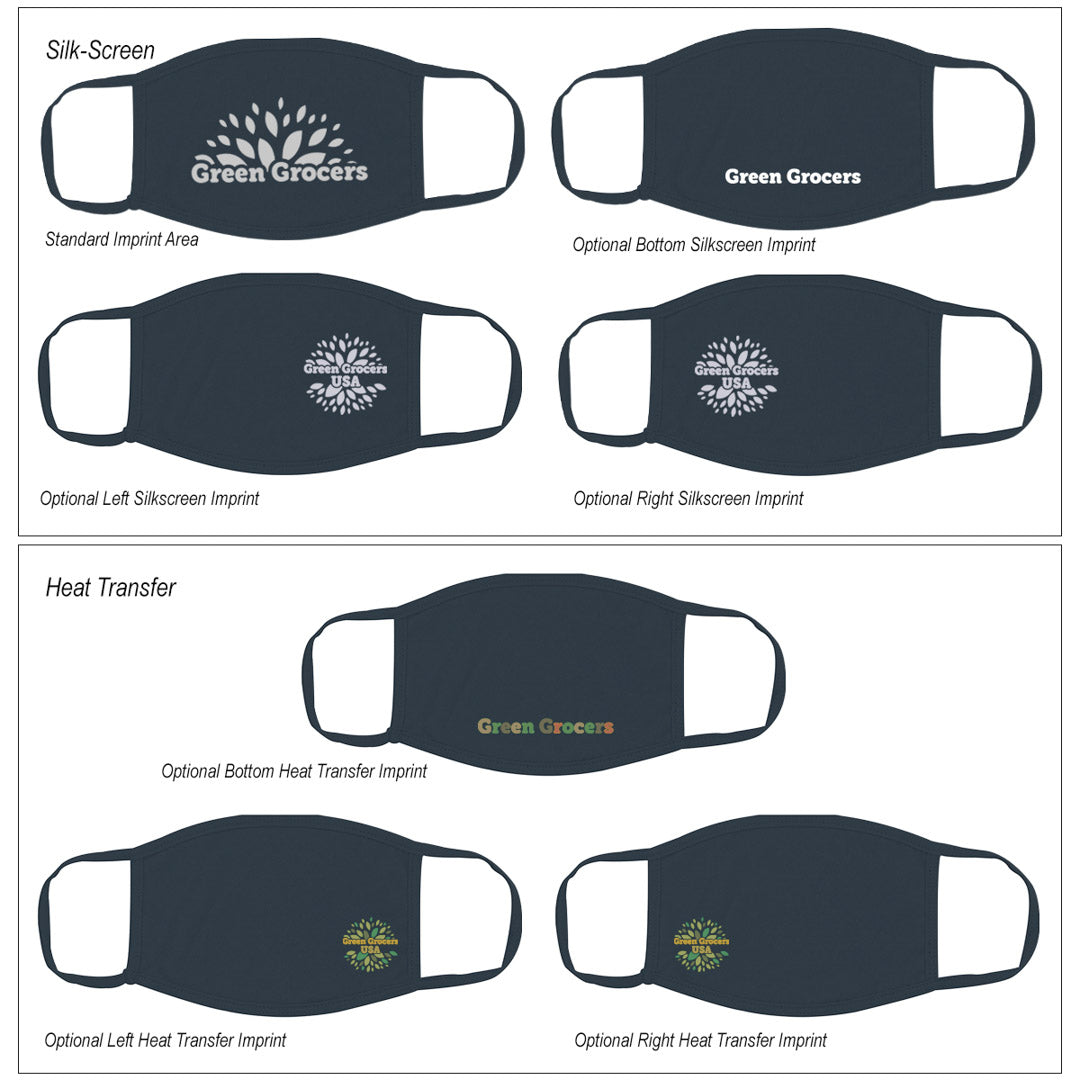 Silk-Screen
Green Grocers
Standard Imprint Area
Green Grocers
Optional Bottom Silkscreen Imprint
Green Grocers
USA
Optional Left Silkscreen Imprint
Green Grocers
USA
Optional Right Silkscreen Imprint
Heat Transfer
Green Grocers
Optional Bottom Heat Transfer Imprint
Green Grocers
USA
Optional Left Heat Transfer Imprint
Green Grocers
USA
Optional Right Heat Transfer Imprint